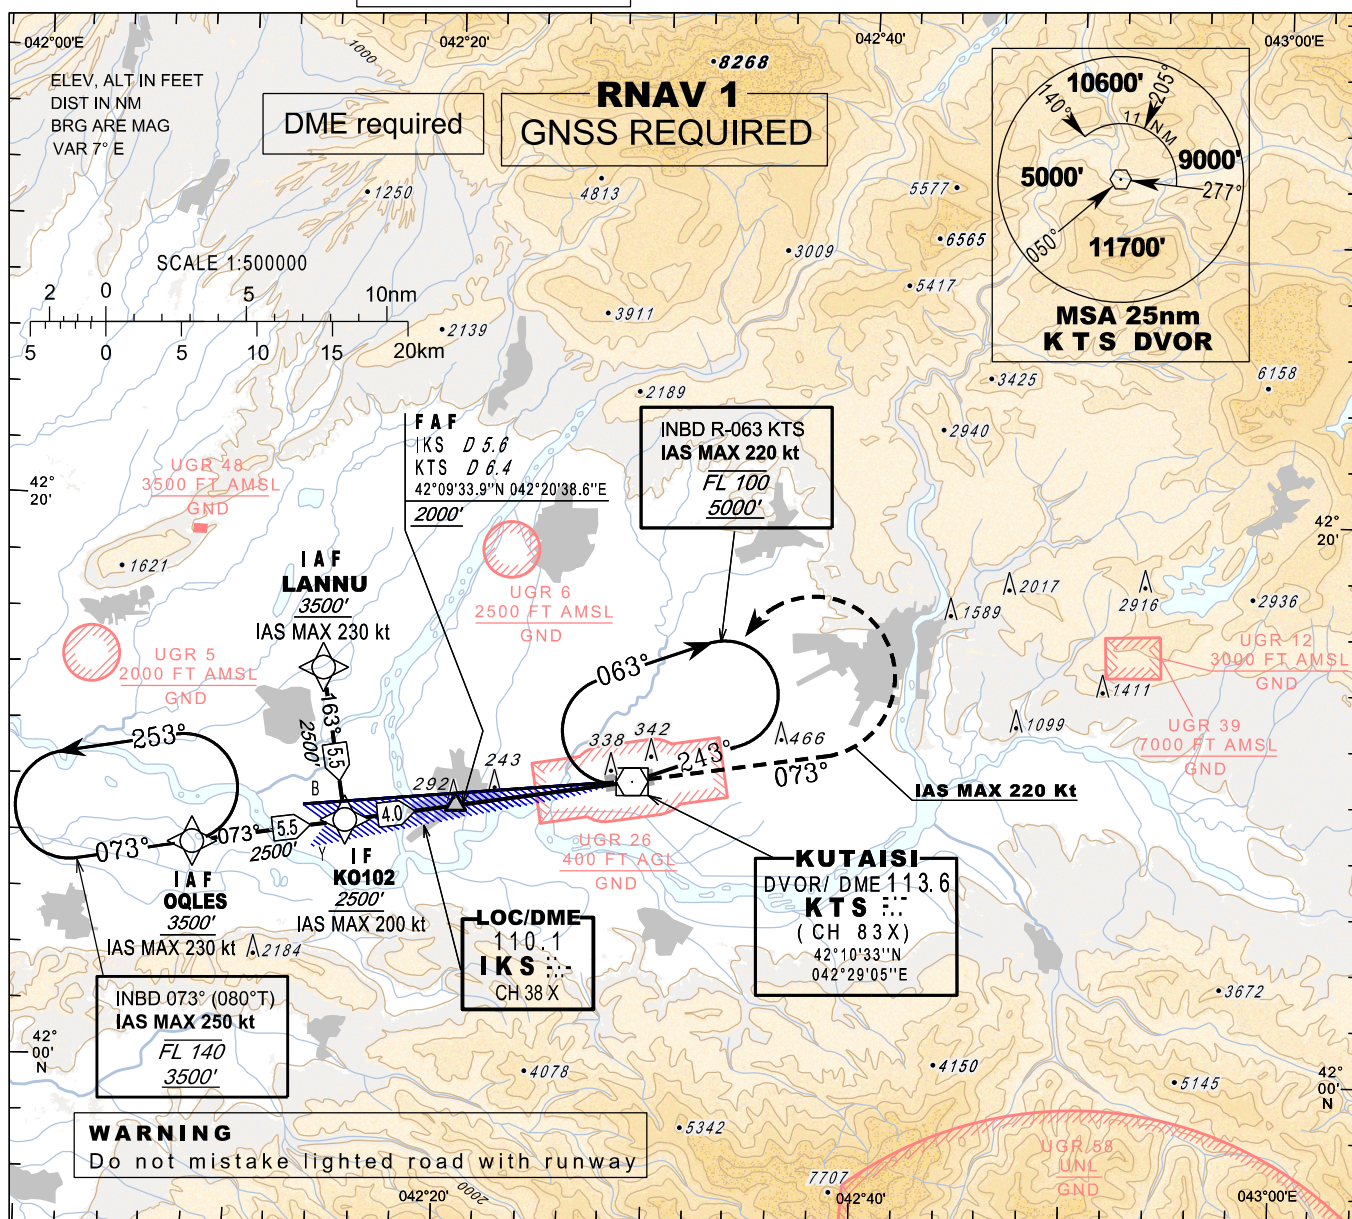 042°00'E
042°20'
042°40'
043°00'E
ELEV, ALT IN FEET
DIST IN NM
BRG ARE MAG
VAR 7° E
DME required
RNAV 1
GNSS REQUIRED
1000
8268
4813
1250
5577
6565
3009
5417
3911
2139
10600'
140°
205°
11 NM
5000'
9000'
277°
050°
11700'
MSA 25nm
KTS DVOR
SCALE 1:500000
2 0 5 10nm
5 0 5 10 15 20km
3425
6158
2189
2940
FAF
IKS D 5.6
KTS D 6.4
42°09'33.9"N 042°20'38.6"E
2000'
INBD R-063 KTS
IAS MAX 220 kt
FL 100
5000'
42°
20'
42°
20'
UGR 48
3500 FT AMSL
GND
1621
IAF
LANNU
3500'
IAS MAX 230 kt
UGR 6
2500 FT AMSL
GND
UGR 5
2000 FT AMSL
GND
2017
1589
2916
2936
UGR 12
3000 FT AMSL
GND
1411
1099
UGR 39
7000 FT AMSL
GND
063°
163°
5.5
2500'
253°
338
342
243°
466
073°
243
292
B
IAS MAX 220 Kt
073°
073°
5.5
2500'
4.0
Y
IAF
OQLES
3500'
IAS MAX 230 kt
IF
KO102
2500'
IAS MAX 200 kt
2184
UGR 26
400 FT AGL
GND
KUTAISI
DVOR/ DME 113.6
KTS
(CH 83X)
42°10'33"N
042°29'05"E
LOC/DME
110.1
IKS
CH 38 X
INBD 073° (080°T)
IAS MAX 250 kt
FL 140
3500'
42°
00'
N
42°
00'
N
3672
4078
4150
5145
5342
WARNING
Do not mistake lighted road with runway
UGR 58
UNL
GND
7707
2000
042°20'
042°40'
043°00'E